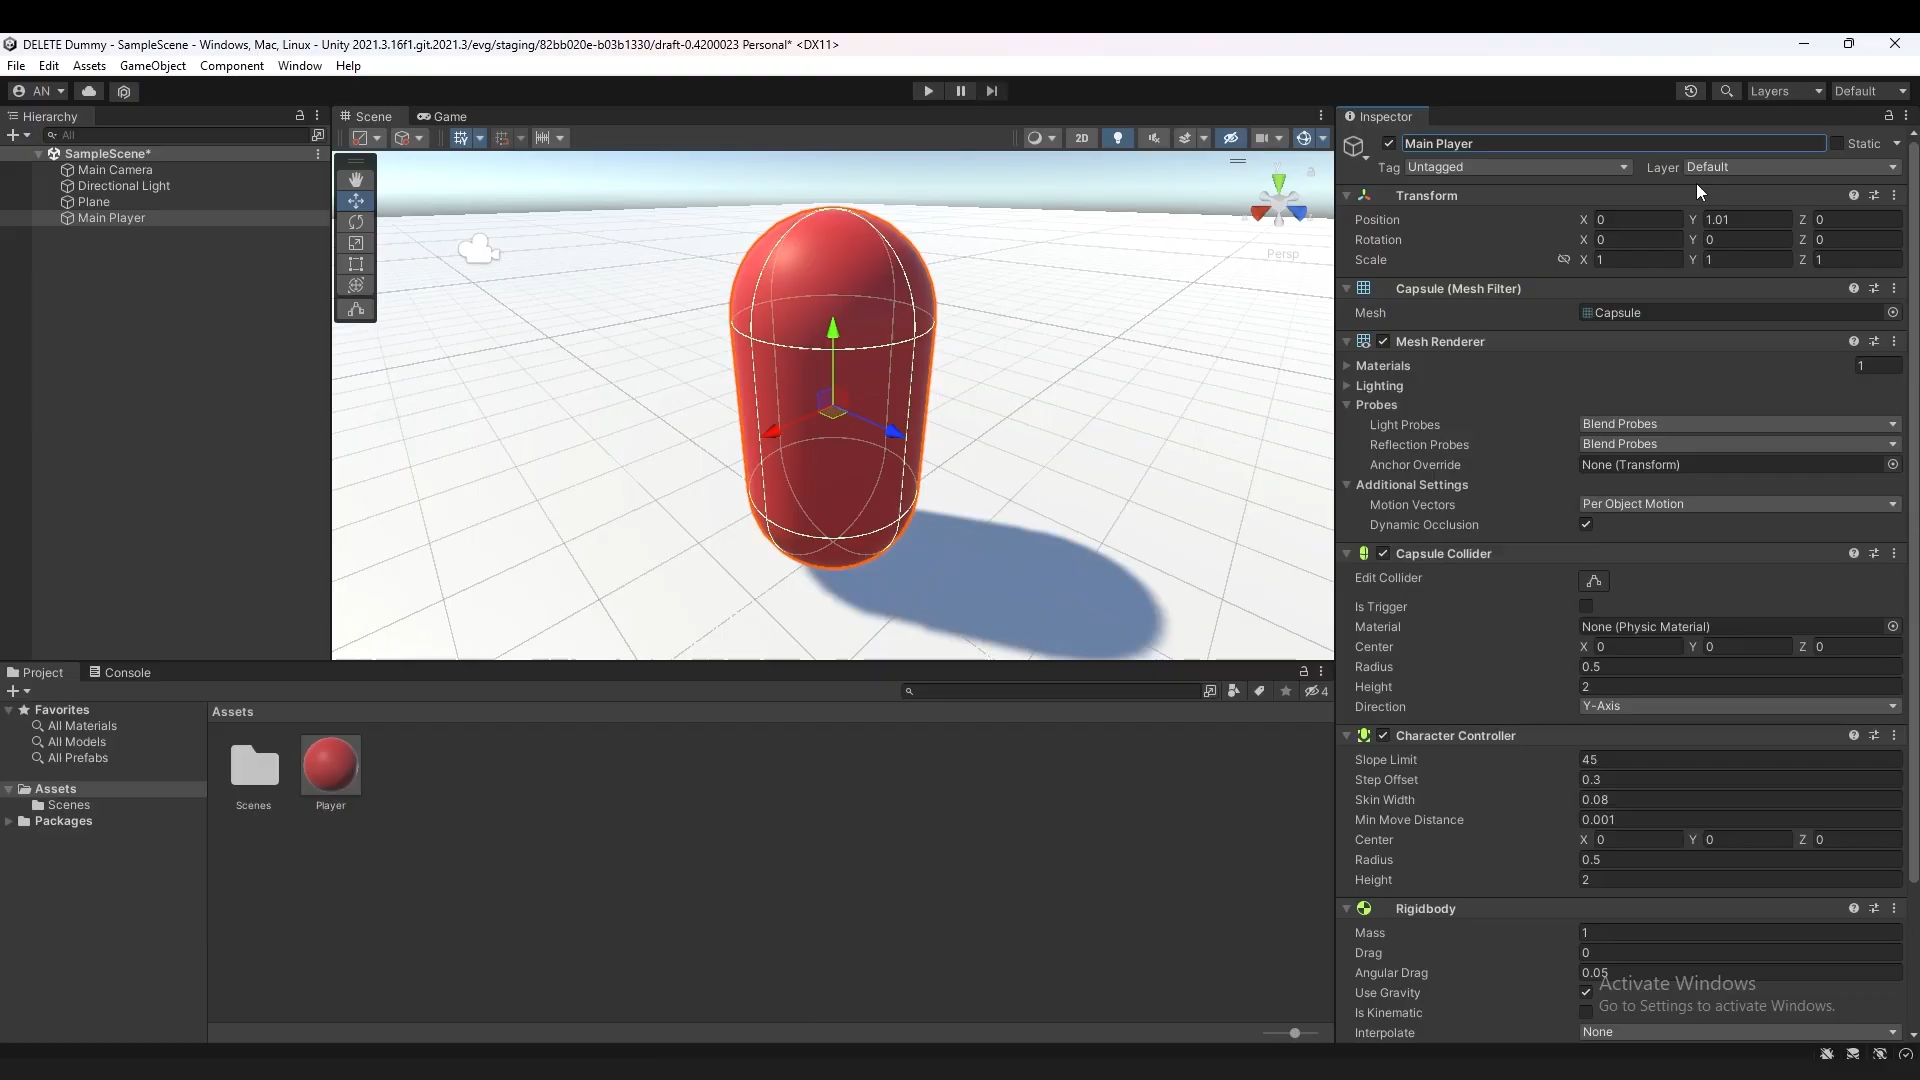 DELETE Dummy - SampleScene - Windows, Mac, Linux - Unity 2021.3.16f1.git.2021.3/evg/staging/82bb020e-b03b1330/draft-0.4200023 Personal* <DX11>
File Edit Assets GameObject Component Window Help
AN Layers Default
Hierarchy
All
SampleScene*
Main Camera
Directional Light
Plane
Main Player
Scene Game
2D
Persp
Project Console
4
Favorites
All Materials
All Models
All Prefabs
Assets
Scenes
Packages
Assets
Scenes Player
Inspector
Main Player Static
Tag Untagged Layer Default
Transform
Position X 0 Y 1.01 Z 0
Rotation X 0 Y 0 Z 0
Scale X 1 Y 1 Z 1
Capsule (Mesh Filter)
Mesh Capsule
Mesh Renderer
Materials 1
Lighting
Probes
Light Probes Blend Probes
Reflection Probes Blend Probes
Anchor Override None (Transform)
Additional Settings
Motion Vectors Per Object Motion
Dynamic Occlusion
Capsule Collider
Edit Collider
Is Trigger
Material None (Physic Material)
Center X 0 Y 0 Z 0
Radius 0.5
Height 2
Direction Y-Axis
Character Controller
Slope Limit 45
Step Offset 0.3
Skin Width 0.08
Min Move Distance 0.001
Center X 0 Y 0 Z 0
Radius 0.5
Height 2
Rigidbody
Mass 1
Drag 0
Angular Drag 0.05
Use Gravity
Is Kinematic
Interpolate None
Activate Windows
Go to Settings to activate Windows.